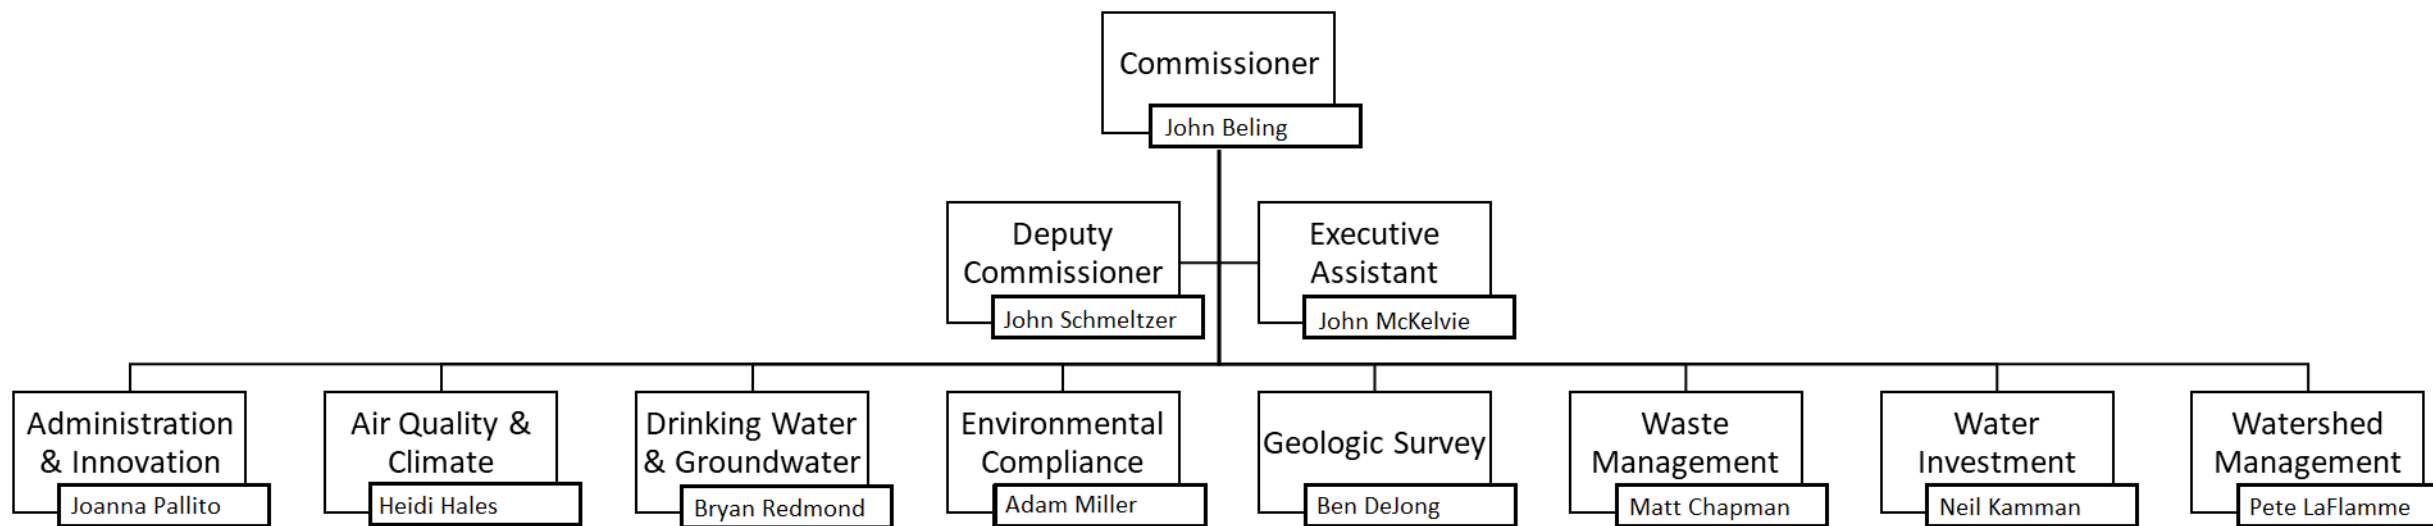 Commissioner
John Beling
Deputy
Commissioner
John Schmeltzer
Executive
Assistant
John McKelvie
Administration
& Innovation
Joanna Pallito
Air Quality &
Climate
Heidi Hales
Drinking Water
& Groundwater
Bryan Redmond
Environmental
Compliance
Adam Miller
Geologic Survey
Ben DeJong
Waste
Management
Matt Chapman
Water
Investment
Neil Kamman
Watershed
Management
Pete LaFlamme